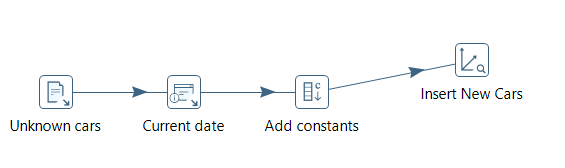 Unknown cars
Current date
Add constants
Insert New Cars